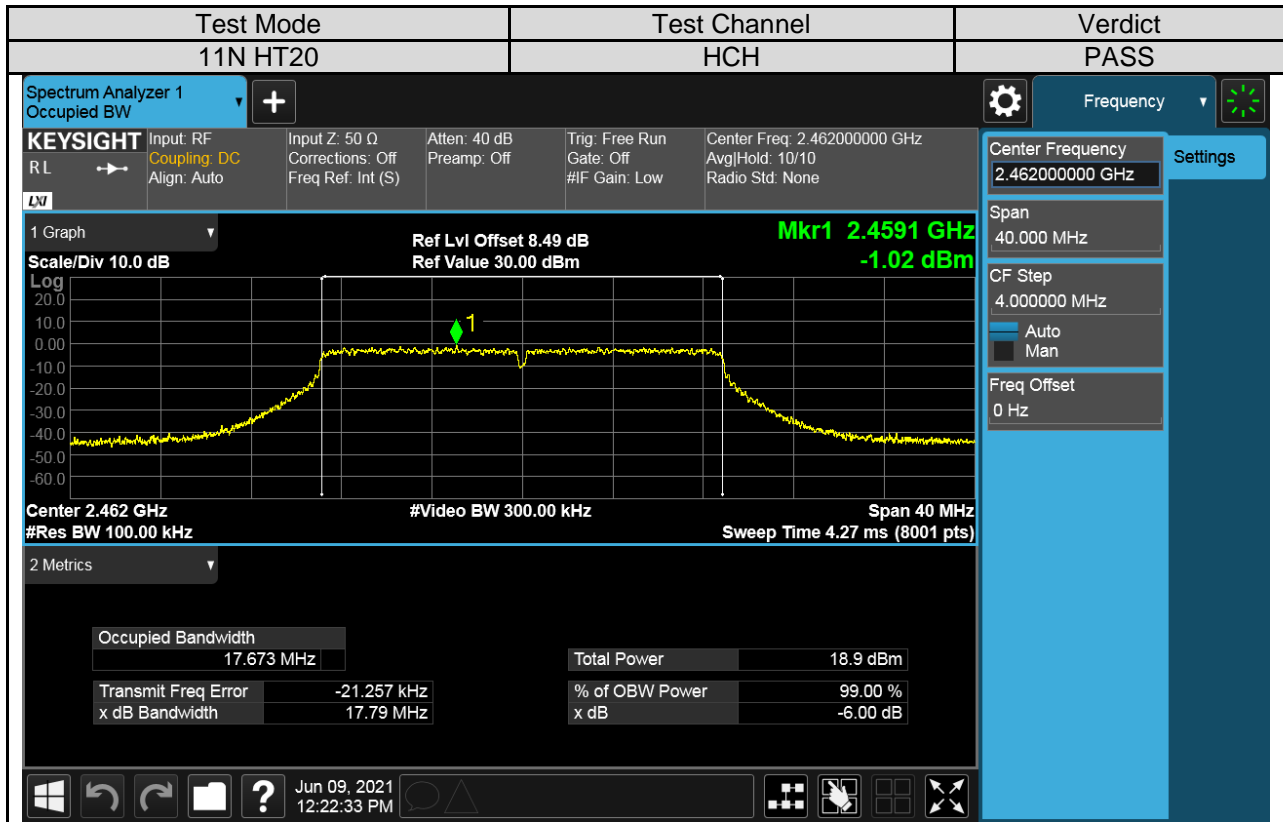 Test Mode Test Channel Verdict
11N HT20 HCH PASS
Spectrum Analyzer 1
Occupied BW
+
Frequency
KEYSIGHT
RL
LXI
Input: RF
Coupling: DC
Align: Auto
Input Z: 50 Ω
Corrections: Off
Freq Ref: Int (S)
Atten: 40 dB
Preamp: Off
Trig: Free Run
Gate: Off
#IF Gain: Low
Center Freq: 2.462000000 GHz
Avg|Hold: 10/10
Radio Std: None
Center Frequency
2.462000000 GHz
Settings
Span
40.000 MHz
CF Step
4.000000 MHz
Auto
Man
Freq Offset
0 Hz
1 Graph
Scale/Div 10.0 dB
Ref Lvl Offset 8.49 dB
Ref Value 30.00 dBm
Mkr1 2.4591 GHz
-1.02 dBm
Log
20.0
10.0
0.00
-10.0
-20.0
-30.0
-40.0
-50.0
-60.0
1
Center 2.462 GHz #Video BW 300.00 kHz Span 40 MHz
#Res BW 100.00 kHz Sweep Time 4.27 ms (8001 pts)
2 Metrics
Occupied Bandwidth
17.673 MHz
Total Power 18.9 dBm
Transmit Freq Error -21.257 kHz
% of OBW Power 99.00 %
x dB Bandwidth 17.79 MHz
x dB -6.00 dB
?
Jun 09, 2021
12:22:33 PM